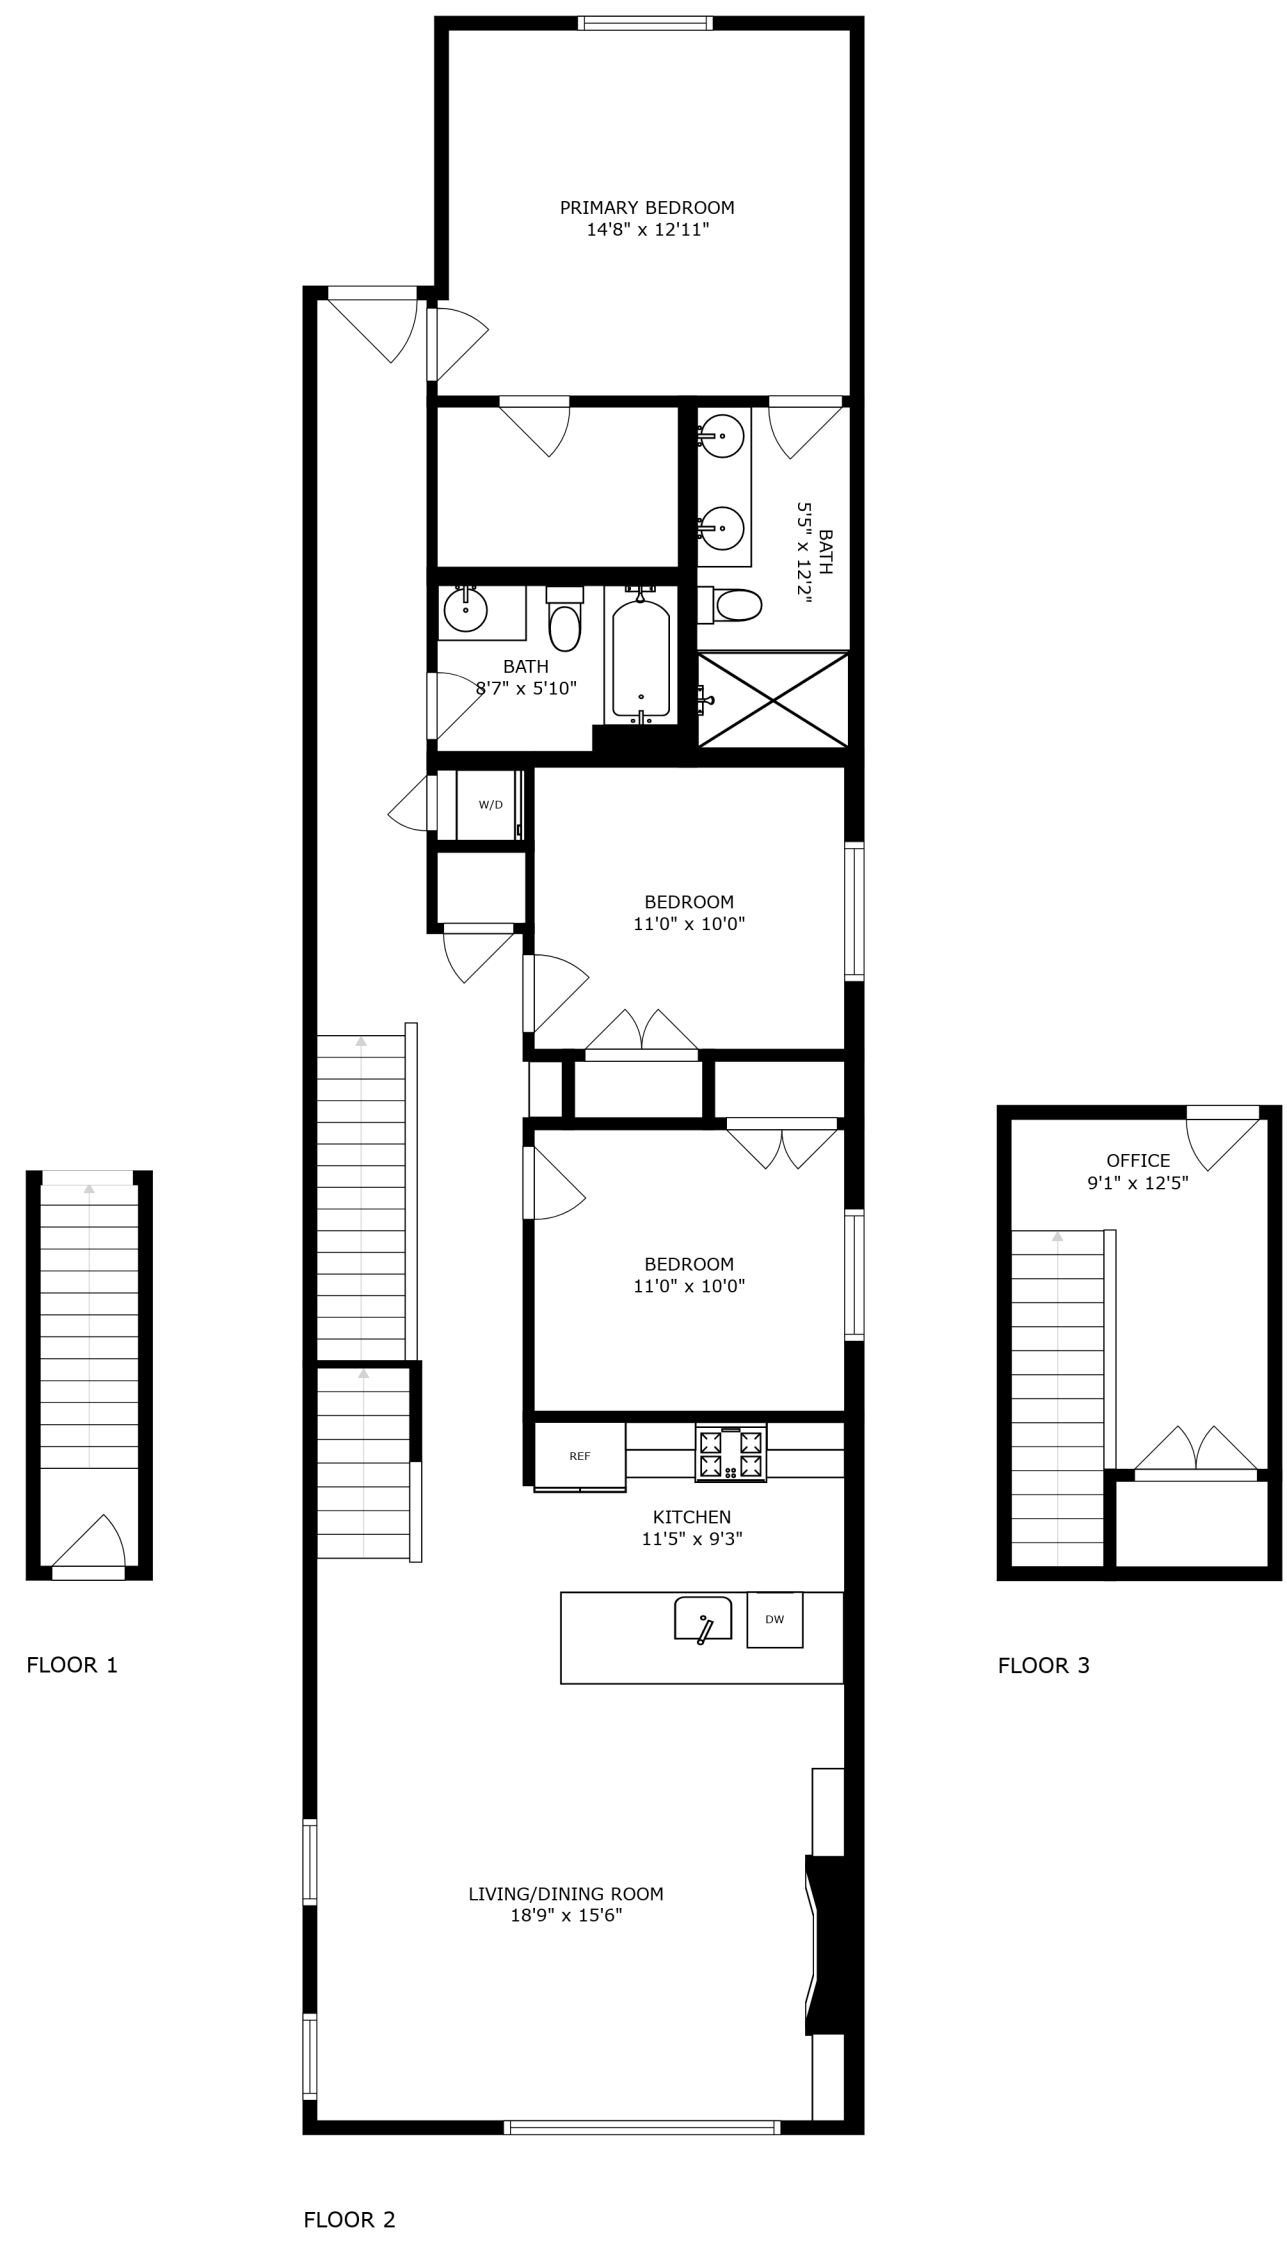 PRIMARY BEDROOM
14'8" x 12'11"
BATH
5'5" x 12'2"
BATH
8'7" x 5'10"
W/D
BEDROOM
11'0" x 10'0"
BEDROOM
11'0" x 10'0"
REF
KITCHEN
11'5" x 9'3"
DW
LIVING/DINING ROOM
18'9" x 15'6"
OFFICE
9'1" x 12'5"
FLOOR 1
FLOOR 3
FLOOR 2